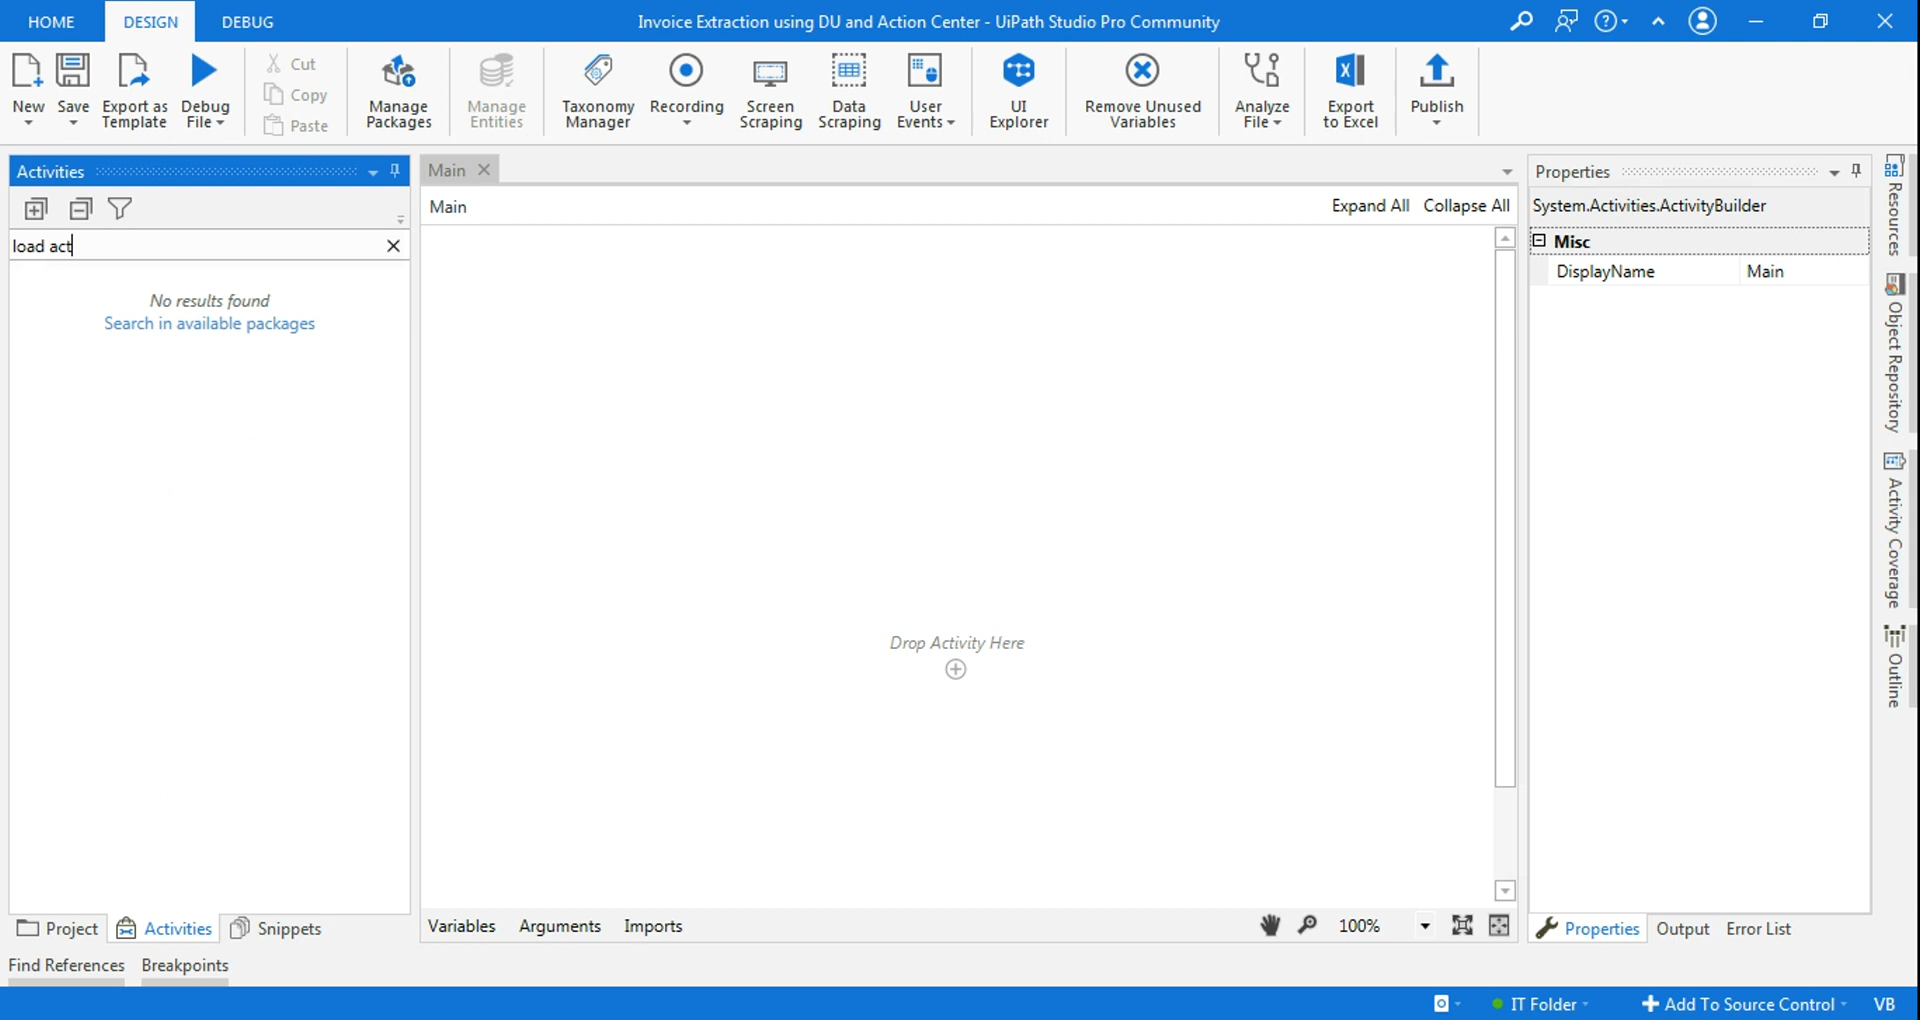 HOME DESIGN DEBUG Invoice Extraction using DU and Action Center - UiPath Studio Pro Community
New Save Export as Template Debug File Cut Copy Paste Manage Packages Manage Entities Taxonomy Manager Recording Screen Scraping Data Scraping User Events UI Explorer Remove Unused Variables Analyze File Export to Excel Publish
Activities
load act
No results found
Search in available packages
Main
Main Expand All Collapse All
Drop Activity Here
Properties
System.Activities.ActivityBuilder
Misc
DisplayName Main
Resources
Object Repository
Activity Coverage
Outline
Project Activities Snippets
Variables Arguments Imports 100%
Properties Output Error List
Find References Breakpoints
IT Folder Add To Source Control VB